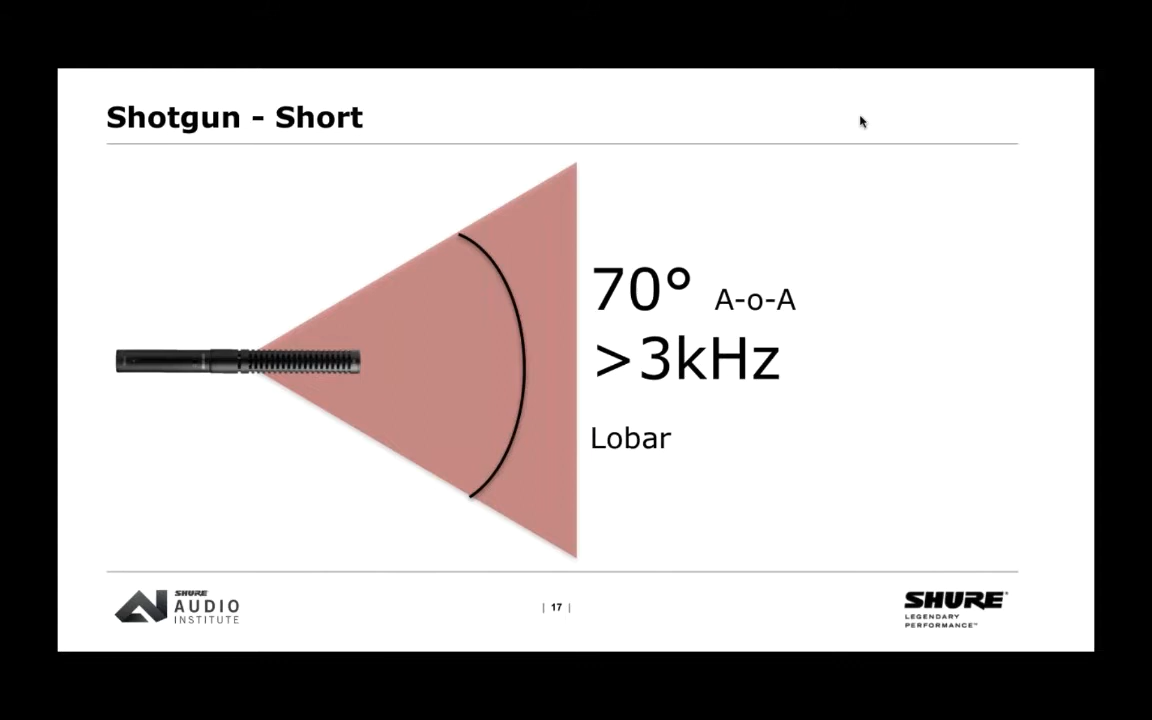 Shotgun - Short
70° A-o-A
>3kHz
Lobar
SHURE
AUDIO
INSTITUTE
| 17 |
SHURE®
LEGENDARY
PERFORMANCE™